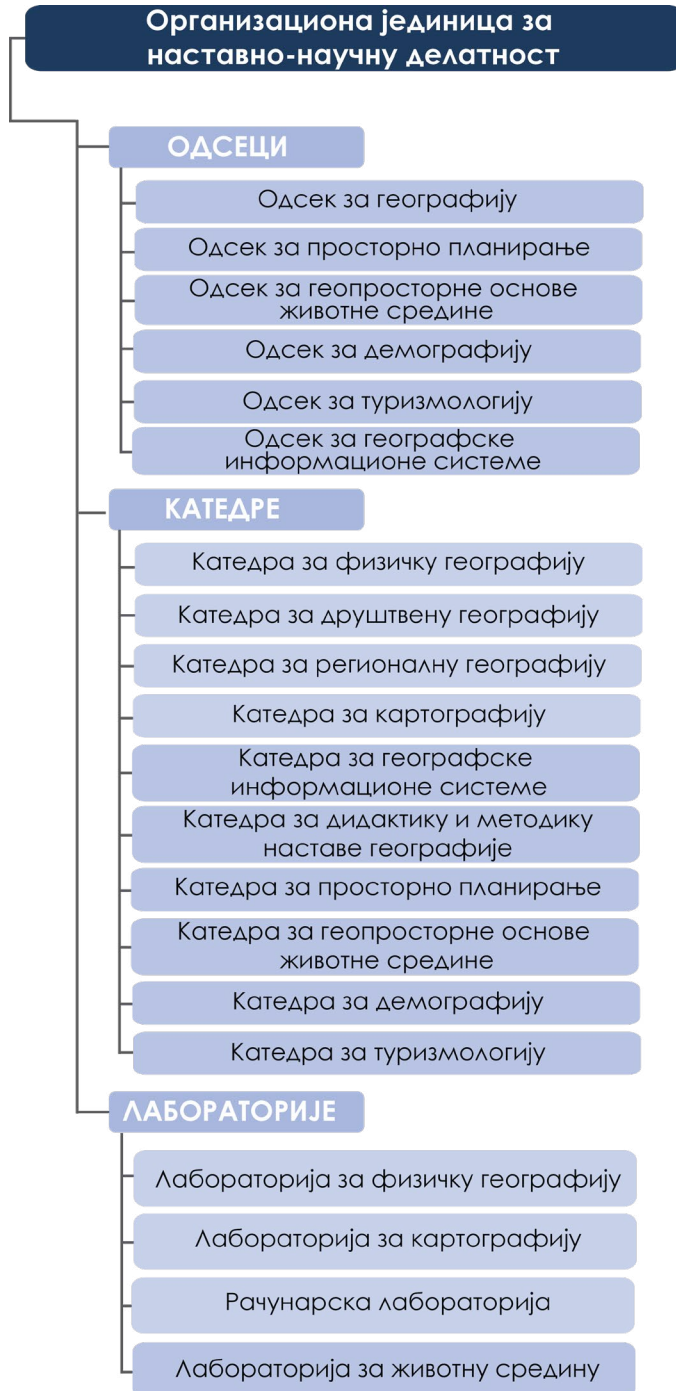 Организациона јединица за
наставно-научну делатност
ОДСЕЦИ
Одсек за географију
Одсек за просторно планирање
Одсек за геопросторне основе
животне средине
Одсек за демографију
Одсек за туризмологију
Одсек за географске
информационе системе
КАТЕДРЕ
Катедра за физичку географију
Катедра за друштвену географију
Катедра за регионалну географију
Катедра за картографију
Катедра за географске
информационе системе
Катедра за дидактику и методику
наставе географије
Катедра за просторно планирање
Катедра за геопросторне основе
животне средине
Катедра за демографију
Катедра за туризмологију
ЛАБОРАТОРИЈЕ
Лабораторија за физичку географију
Лабораторија за картографију
Рачунарска лабораторија
Лабораторија за животну средину